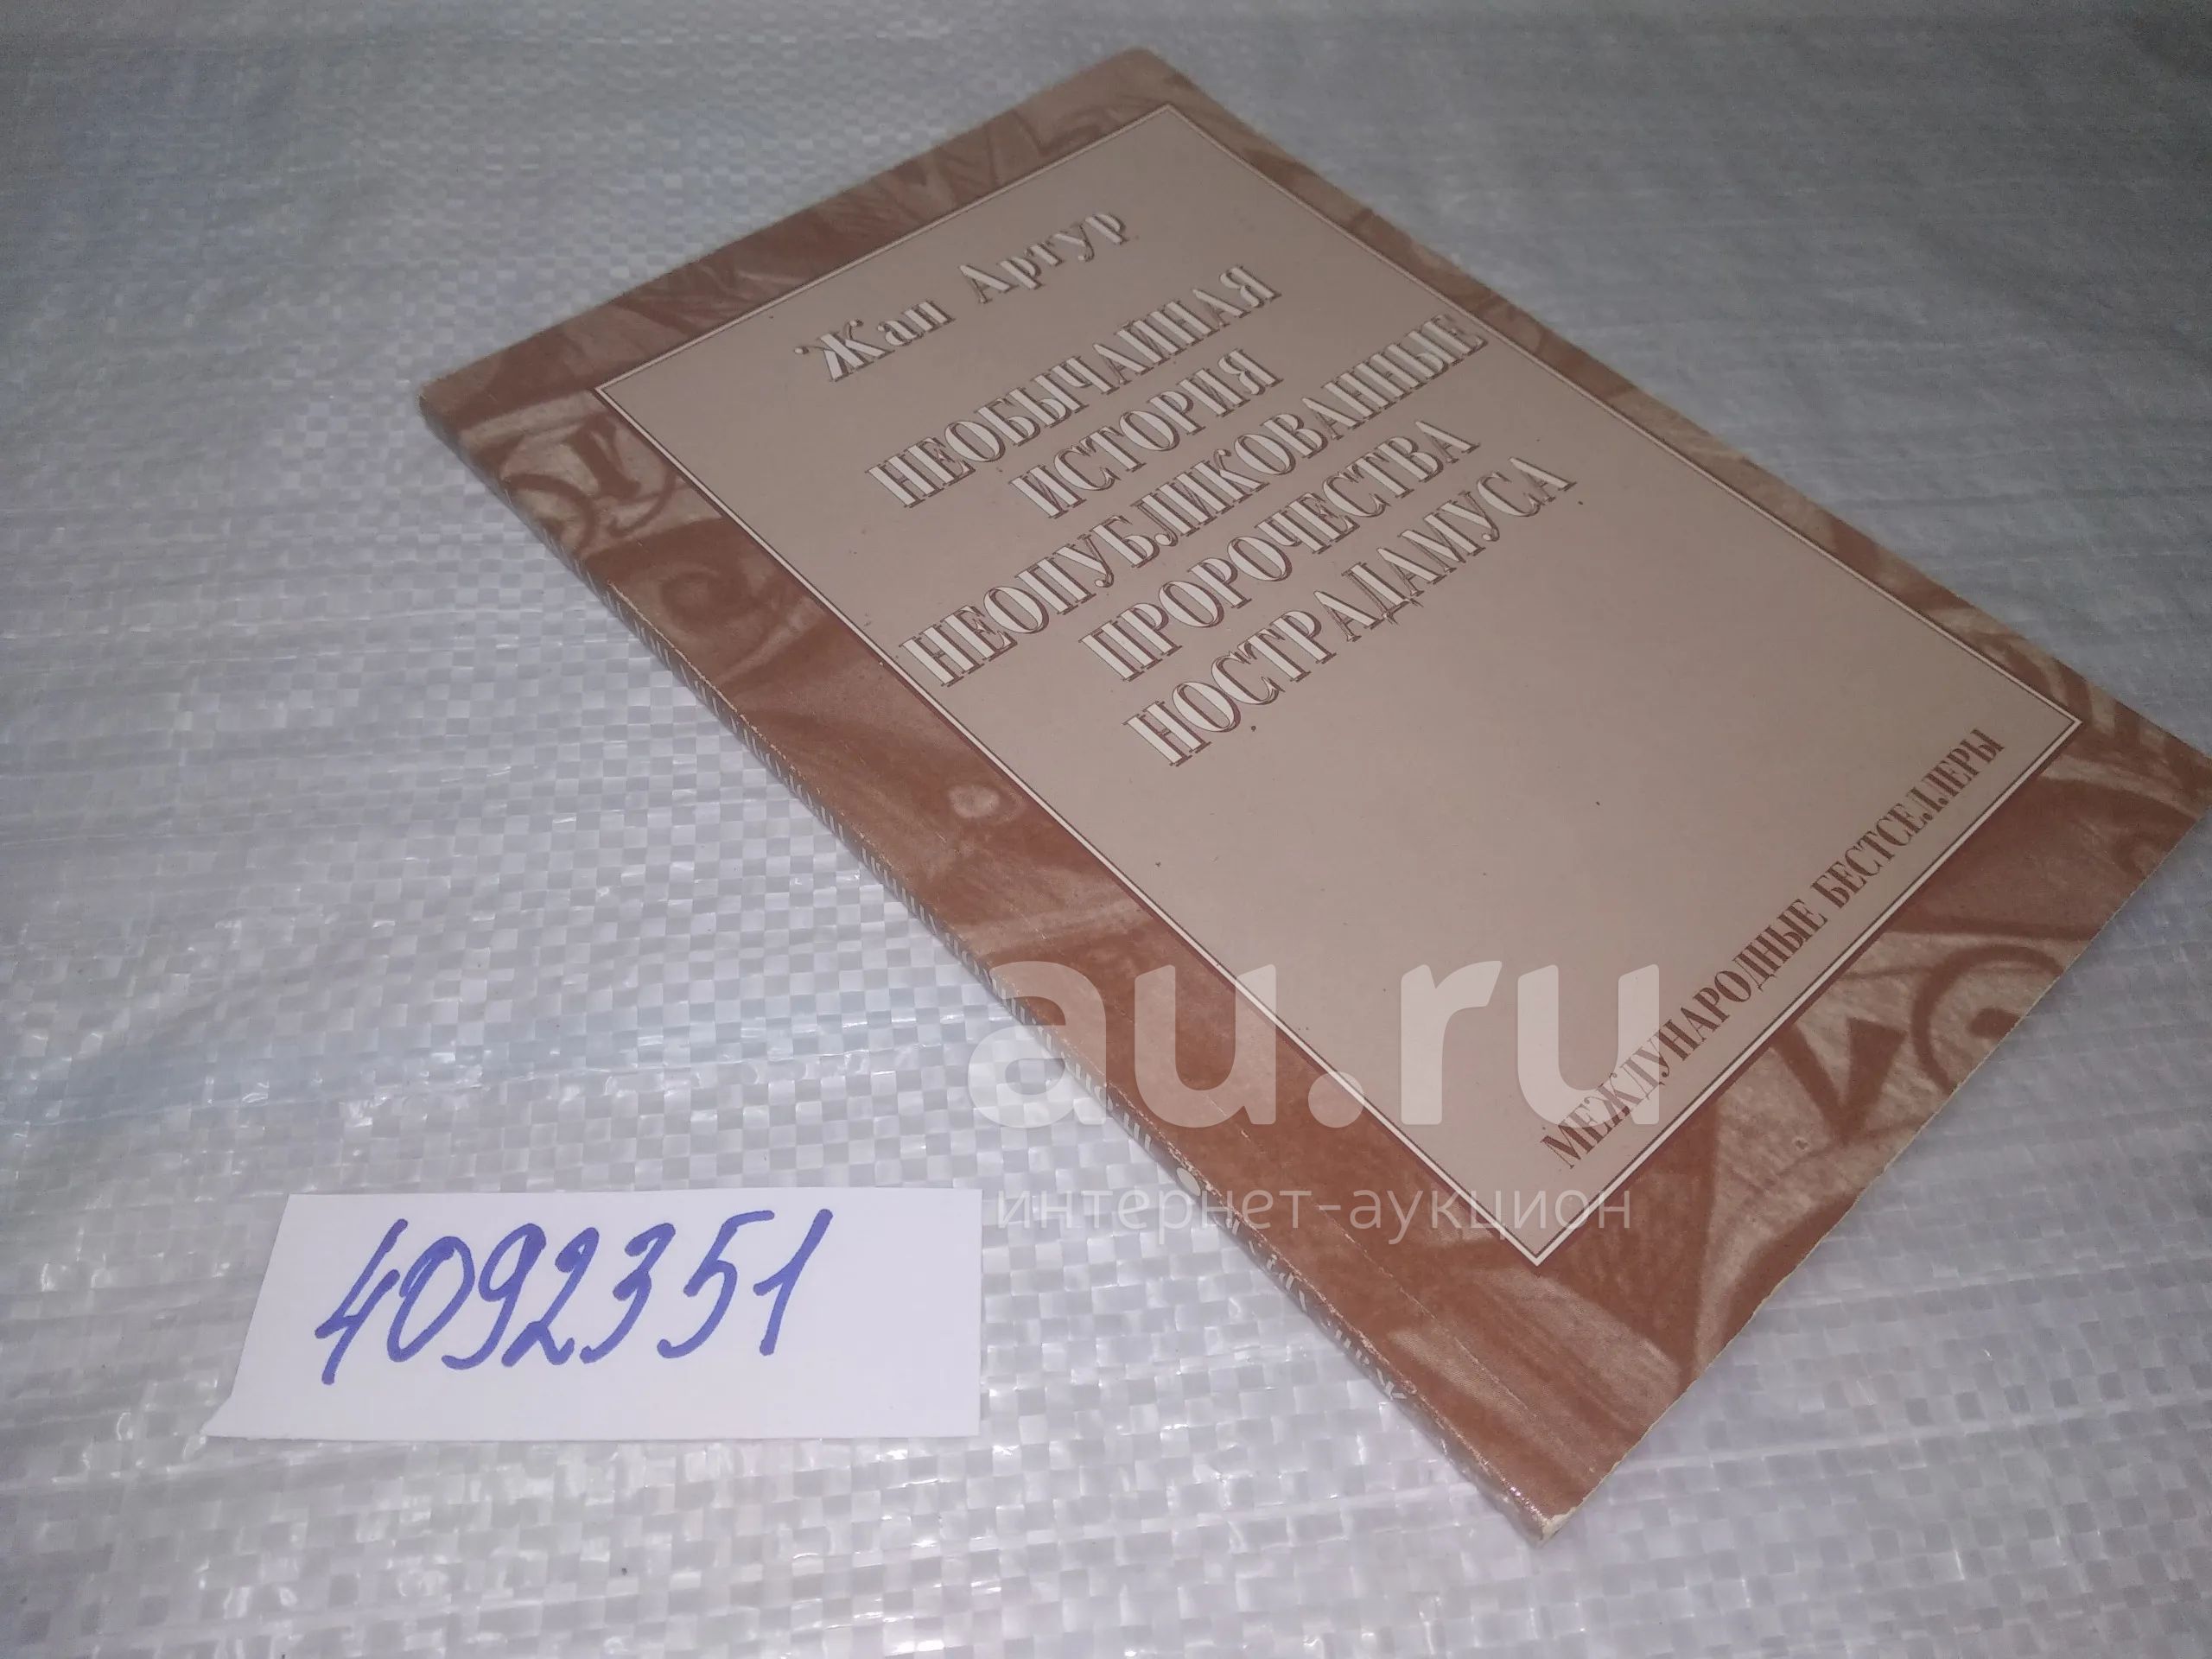 Жан Артур
НЕОБЫЧАЙНАЯ
ИСТОРИЯ
НЕОПУБЛИКОВАННЫЕ
ПРОРОЧЕСТВА
НОСТРАДАМУСА
МЕЖДУНАРОДНЫЕ БЕСТСЕЛЛЕРЫ
au.ru
интернет-аукцион
4092351